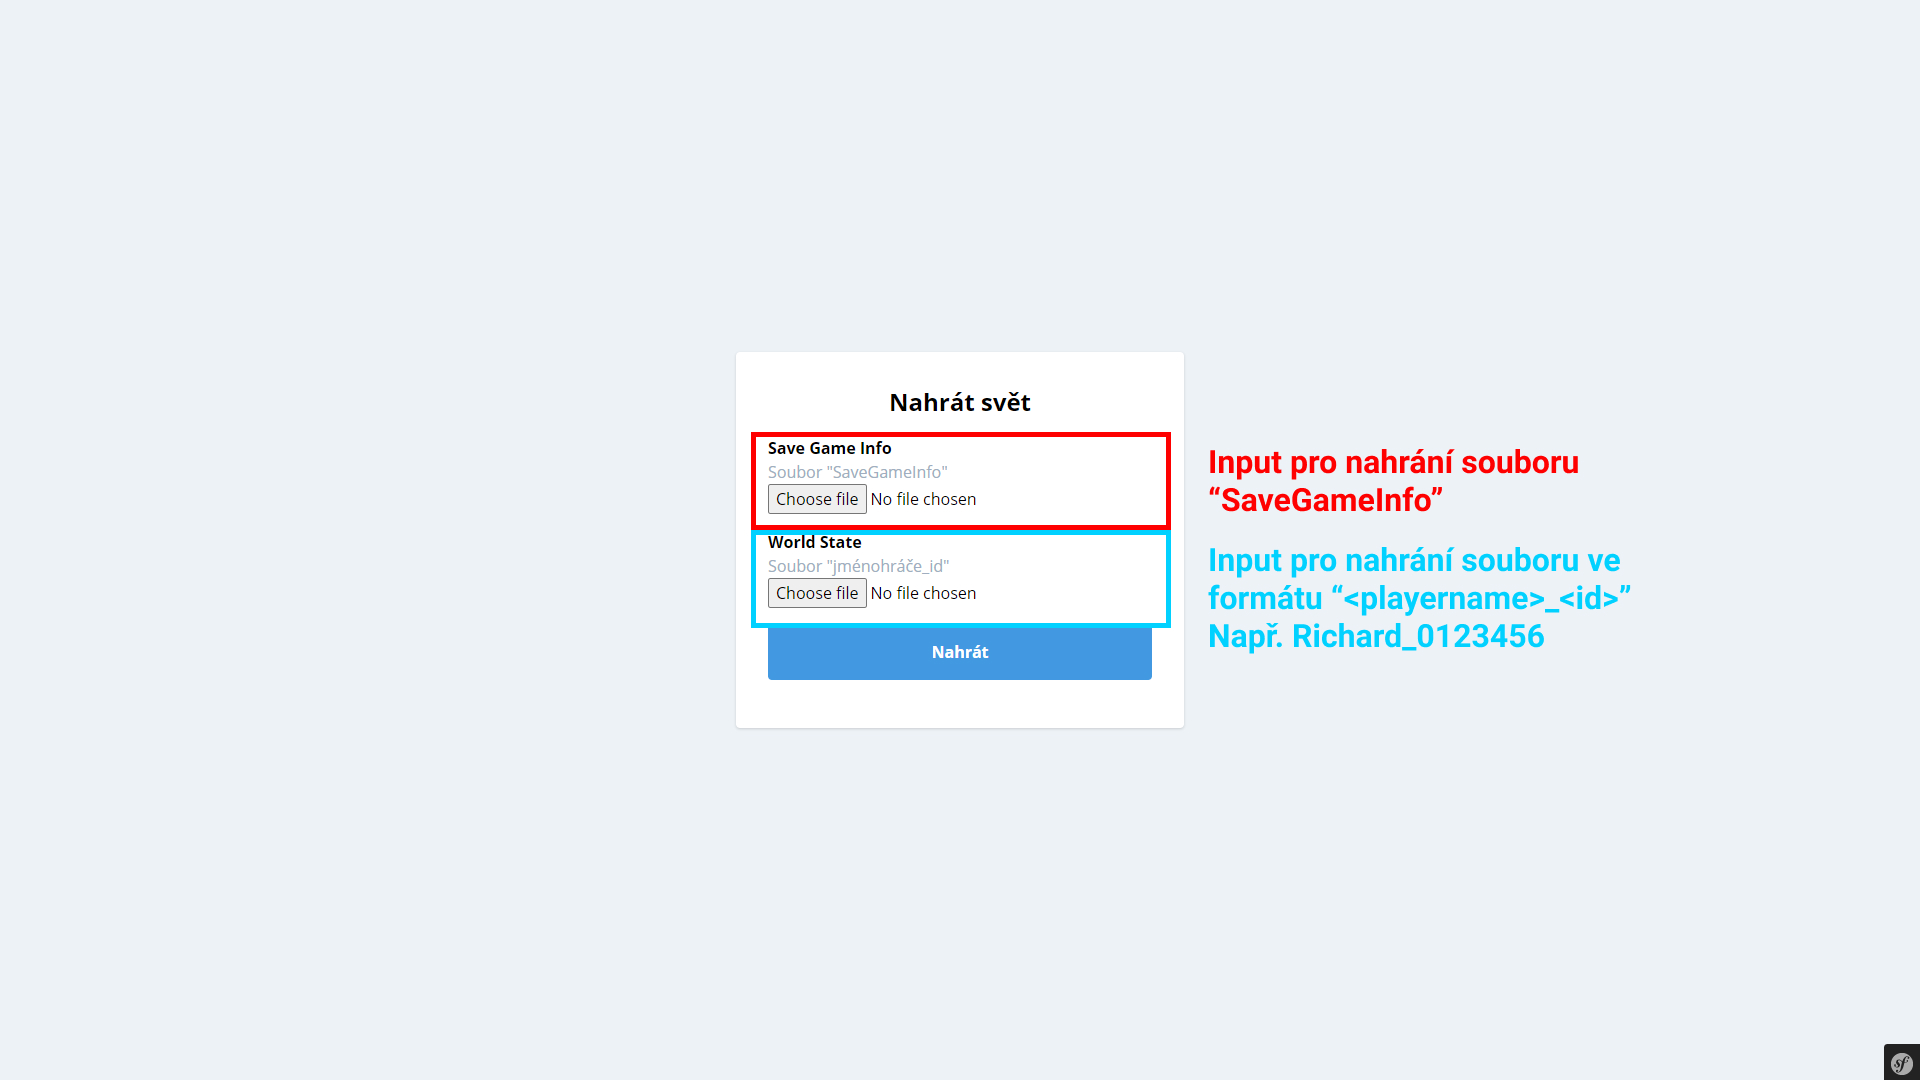 Nahrát svět
Save Game Info
Soubor "SaveGameInfo"
Choose file No file chosen
World State
Soubor "jménohráče_id"
Choose file No file chosen
Nahrát
Input pro nahrání souboru
“SaveGameInfo”
Input pro nahrání souboru ve
formátu “<playername>_<id>”
Např. Richard_0123456
sf